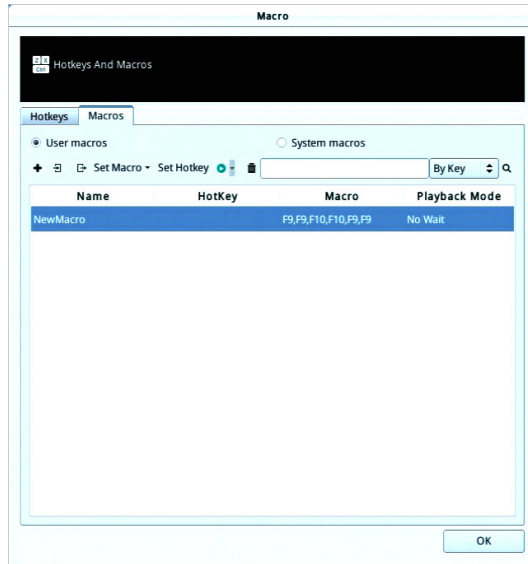 Macro
Z X
Ctrl
Hotkeys And Macros
Hotkeys Macros
User macros System macros
Set Macro Set Hotkey By Key
Name HotKey Macro Playback Mode
NewMacro F9,F9,F10,F10,F9,F9 No Wait
OK